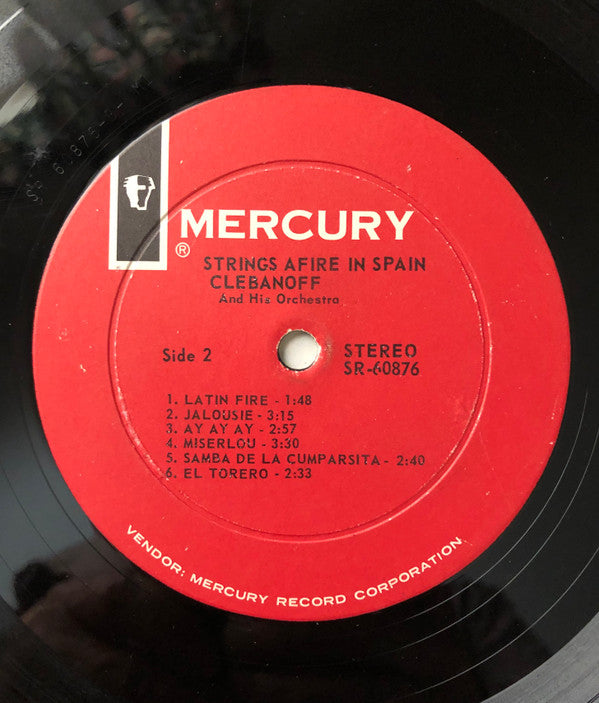 MERCURY
®
STRINGS AFIRE IN SPAIN
CLEBANOFF
And His Orchestra
Side 2
STEREO
SR-60876
1. LATIN FIRE - 1:48
2. JALOUSIE - 3:15
3. AY AY AY - 2:57
4. MISERLOU - 3:30
5. SAMBA DE LA CUMPARSITA - 2:40
6. EL TORERO - 2:33
VENDOR: MERCURY RECORD CORPORATION.